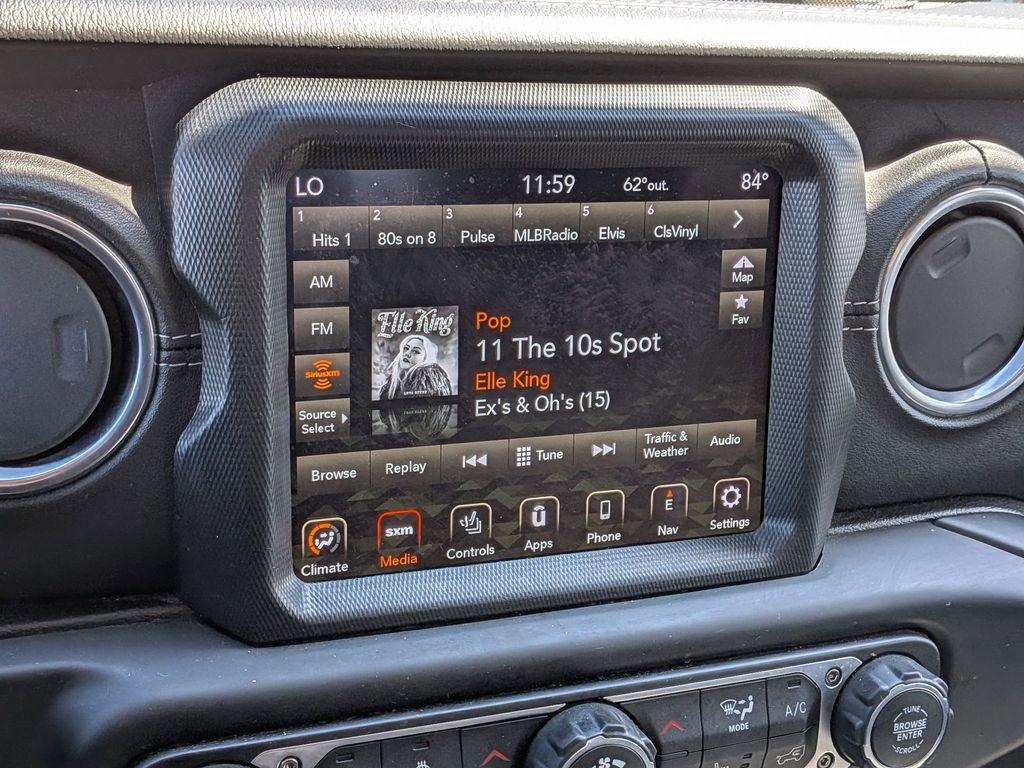 LO 11:59 62°out. 84°
1 2 3 4 5 6
Hits 1 80s on 8 Pulse MLBRadio Elvis ClsVinyl
AM
Map
FM
Fav
Elle King
Pop
11 The 10s Spot
SiriusXM
Elle King
Ex's & Oh's (15)
Source
Select
Browse Replay Tune Traffic & Audio
Weather
sxm E
Climate Media Controls Apps Phone Nav Settings
MODE A/C
TUNE
BROWSE
ENTER
SCROLL